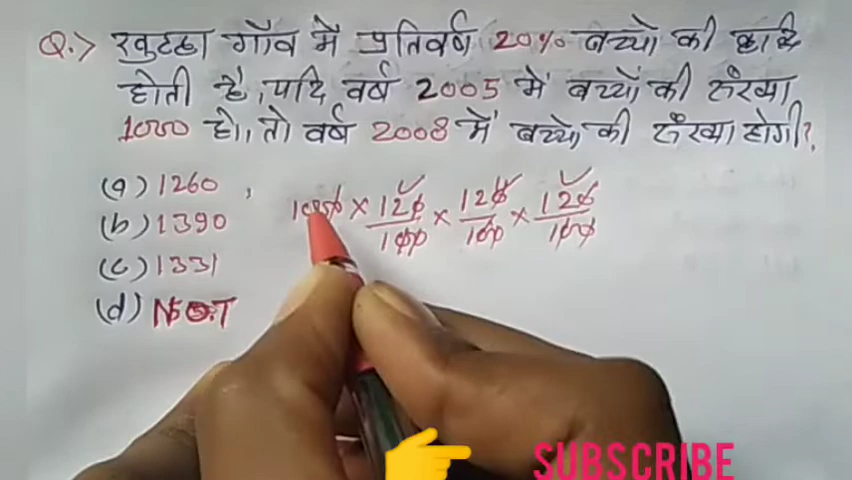 Q.> खुटहा गाँव में प्रतिवर्ष 20% बच्चों की वृद्धि
होती है, यदि वर्ष 2005 में बच्चों की संख्या
1000 हो, तो वर्ष 2008 में बच्चे की संख्या होगी?
(a) 1260,
(b) 1390
(c) 1331
(d) NOT
1000 × 120/100 × 120/100 × 120/100
SUBSCRIBE